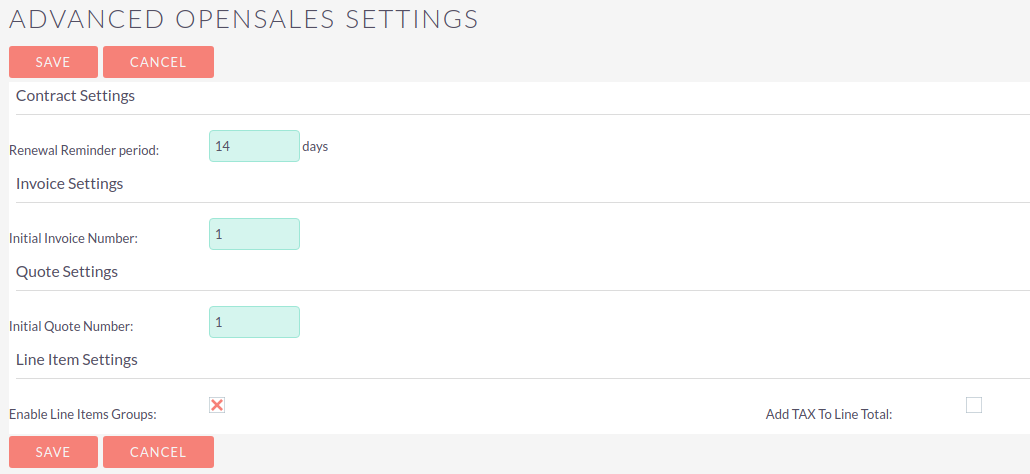 ADVANCED OPENSALES SETTINGS
SAVE CANCEL
Contract Settings
Renewal Reminder period: 14 days
Invoice Settings
Initial Invoice Number: 1
Quote Settings
Initial Quote Number: 1
Line Item Settings
Enable Line Items Groups: Add TAX To Line Total:
SAVE CANCEL